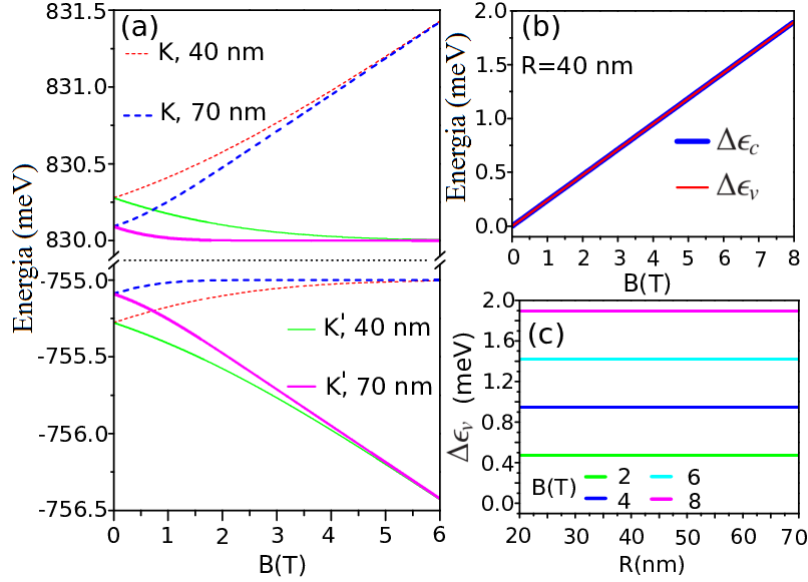 (a)
K, 40 nm
K, 70 nm
K', 40 nm
K', 70 nm
Energia (meV)
831.5
831.0
830.5
830.0
-755.0
-755.5
-756.0
-756.5
0 1 2 3 4 5 6
B(T)
(b)
R=40 nm
Δϵc
Δϵv
Energia (meV)
2.0
1.5
1.0
0.5
0.0
0 1 2 3 4 5 6 7 8
B(T)
(c)
Δϵv (meV)
2.0
1.6
1.2
0.8
0.4
0.0
B(T) 2 6
4 8
20 30 40 50 60 70
R(nm)